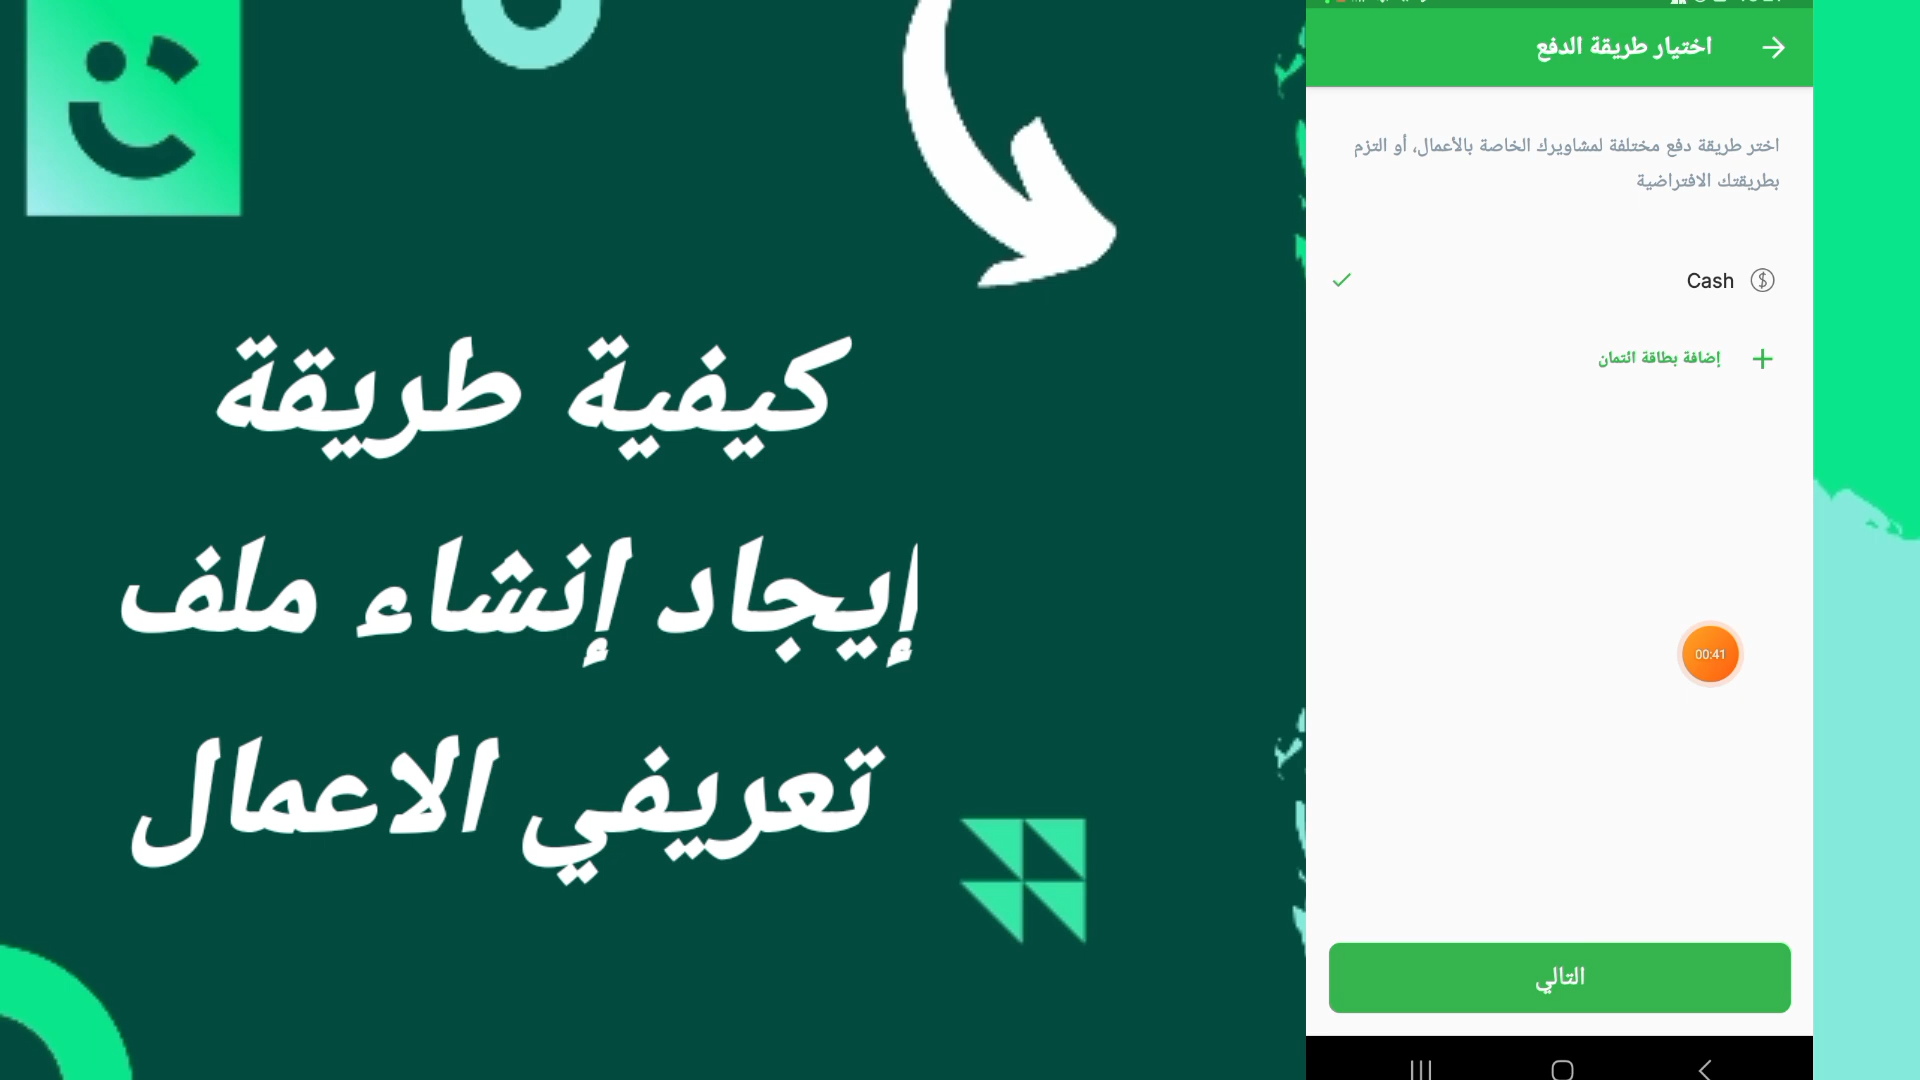 كيفية طريقة
إيجاد إنشاء ملف
تعريفي الاعمال
اختيار طريقة الدفع
اختر طريقة دفع مختلفة لمشاويرك الخاصة بالأعمال، أو التزم
بطريقتك الافتراضية
Cash
إضافة بطاقة ائتمان
00:41
التالي